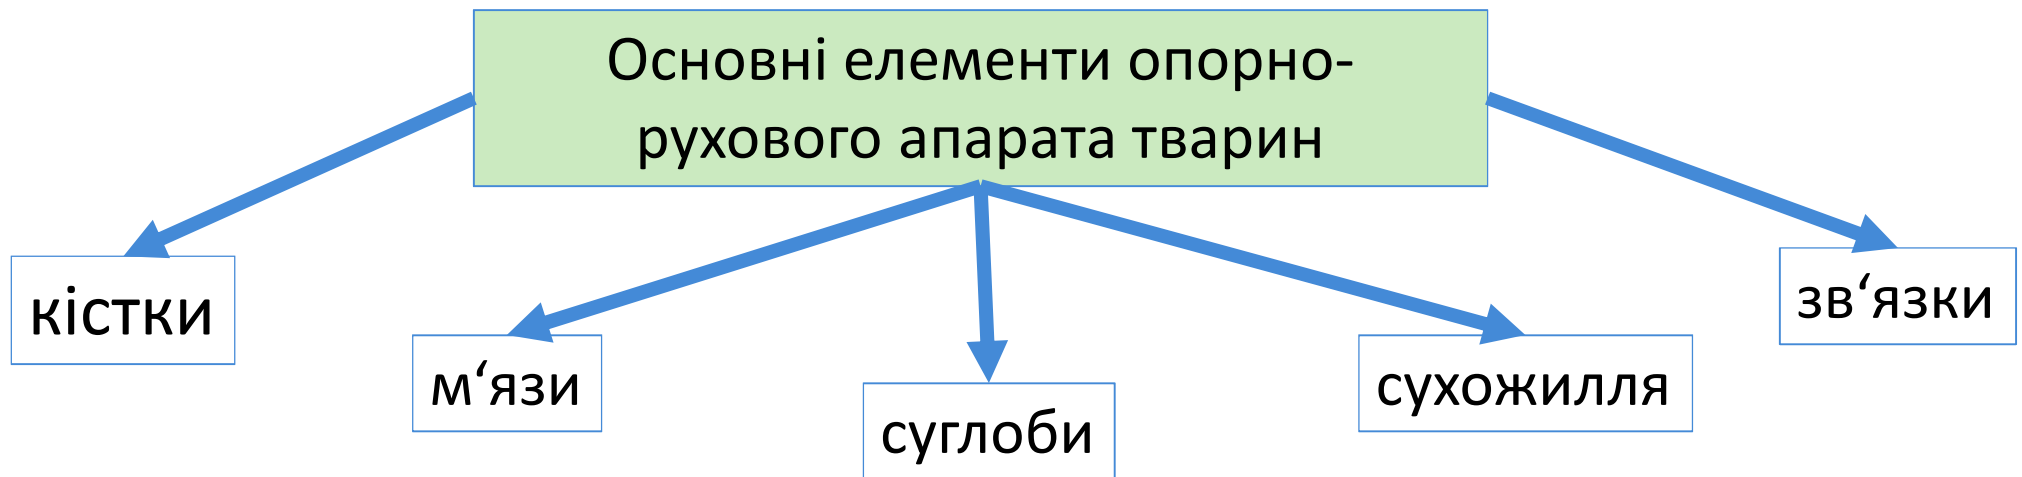 Основні елементи опорно-
рухового апарата тварин
кістки
м‘язи
суглоби
сухожилля
зв‘язки